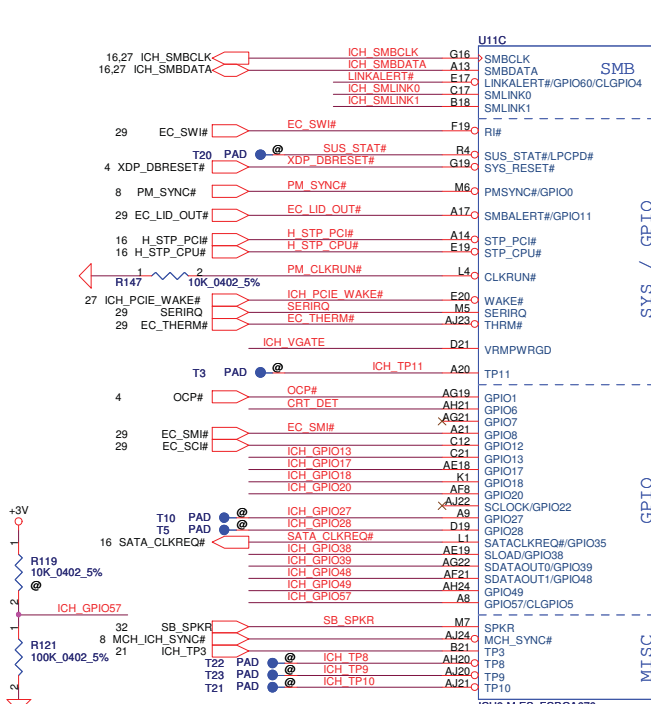 U11C
16,27 ICH_SMBCLK ICH_SMBCLK G16 SMBCLK SMB
16,27 ICH_SMBDATA ICH_SMBDATA A13 SMBDATA
LINKALERT# E17 LINKALERT#/GPIO60/CLGPIO4
ICH_SMLINK0 C17 SMLINK0
ICH_SMLINK1 B18 SMLINK1
29 EC_SWI# EC_SWI# F19 RI#
T20 PAD @ SUS_STAT# R4 SUS_STAT#/LPCPD#
4 XDP_DBRESET# XDP_DBRESET# G19 SYS_RESET#
8 PM_SYNC# PM_SYNC# M6 PMSYNC#/GPIO0
29 EC_LID_OUT# EC_LID_OUT# A17 SMBALERT#/GPIO11
16 H_STP_PCI# H_STP_PCI# A14 STP_PCI#
16 H_STP_CPU# H_STP_CPU# E19 STP_CPU#
SYS / GPIO
1 2 PM_CLKRUN# L4 CLKRUN#
R147 10K_0402_5%
27 ICH_PCIE_WAKE# ICH_PCIE_WAKE# E20 WAKE#
29 SERIRQ SERIRQ M5 SERIRQ
29 EC_THERM# EC_THERM# AJ23 THRM#
ICH_VGATE D21 VRMPWRGD
T3 PAD @ ICH_TP11 A20 TP11
4 OCP# OCP# AG19 GPIO1
CRT_DET AH21 GPIO6
AG21 GPIO7
29 EC_SMI# EC_SMI# A21 GPIO8
29 EC_SCI# C12 GPIO12
ICH_GPIO13 C21 GPIO13
ICH_GPIO17 AE18 GPIO17
ICH_GPIO18 K1 GPIO18
ICH_GPIO20 AF8 GPIO20
AJ22 SCLOCK/GPIO22
GPIO
T10 PAD @ ICH_GPIO27 A9 GPIO27
T5 PAD @ ICH_GPIO28 D19 GPIO28
16 SATA_CLKREQ# SATA_CLKREQ# L1 SATACLKREQ#/GPIO35
ICH_GPIO38 AE19 SLOAD/GPIO38
ICH_GPIO39 AG22 SDATAOUT0/GPIO39
ICH_GPIO48 AF21 SDATAOUT1/GPIO48
ICH_GPIO49 AH24 GPIO49
ICH_GPIO57 A8 GPIO57/CLGPIO5
+3V
1
R119
10K_0402_5%
@
2
ICH_GPIO57
1
R121
100K_0402_5%
2
32 SB_SPKR SB_SPKR M7 SPKR
8 MCH_ICH_SYNC# AJ24 MCH_SYNC#
21 ICH_TP3 B21 TP3
T22 PAD @ ICH_TP8 AH20 TP8
T23 PAD @ ICH_TP9 AJ20 TP9
T21 PAD @ ICH_TP10 AJ21 TP10
MISC